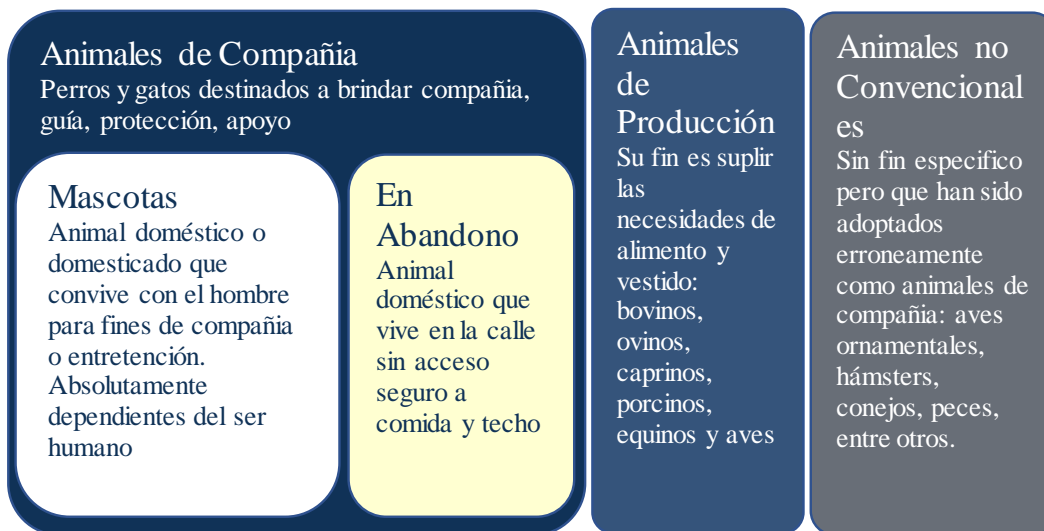 Animales de Compañia
Perros y gatos destinados a brindar compañia,
guía, protección, apoyo
Mascotas
Animal doméstico o
domesticado que
convive con el hombre
para fines de compañia
o entretención.
Absolutamente
dependientes del ser
humano
En
Abandono
Animal
doméstico que
vive en la calle
sin acceso
seguro a
comida y techo
Animales
de
Producción
Su fin es suplir
las
necesidades de
alimento y
vestido:
bovinos,
ovinos,
caprinos,
porcinos,
equinos y aves
Animales no
Convencional
es
Sin fin especifico
pero que han sido
adoptados
erroneamente
como animales de
compañia: aves
ornamentales,
hámsters,
conejos, peces,
entre otros.